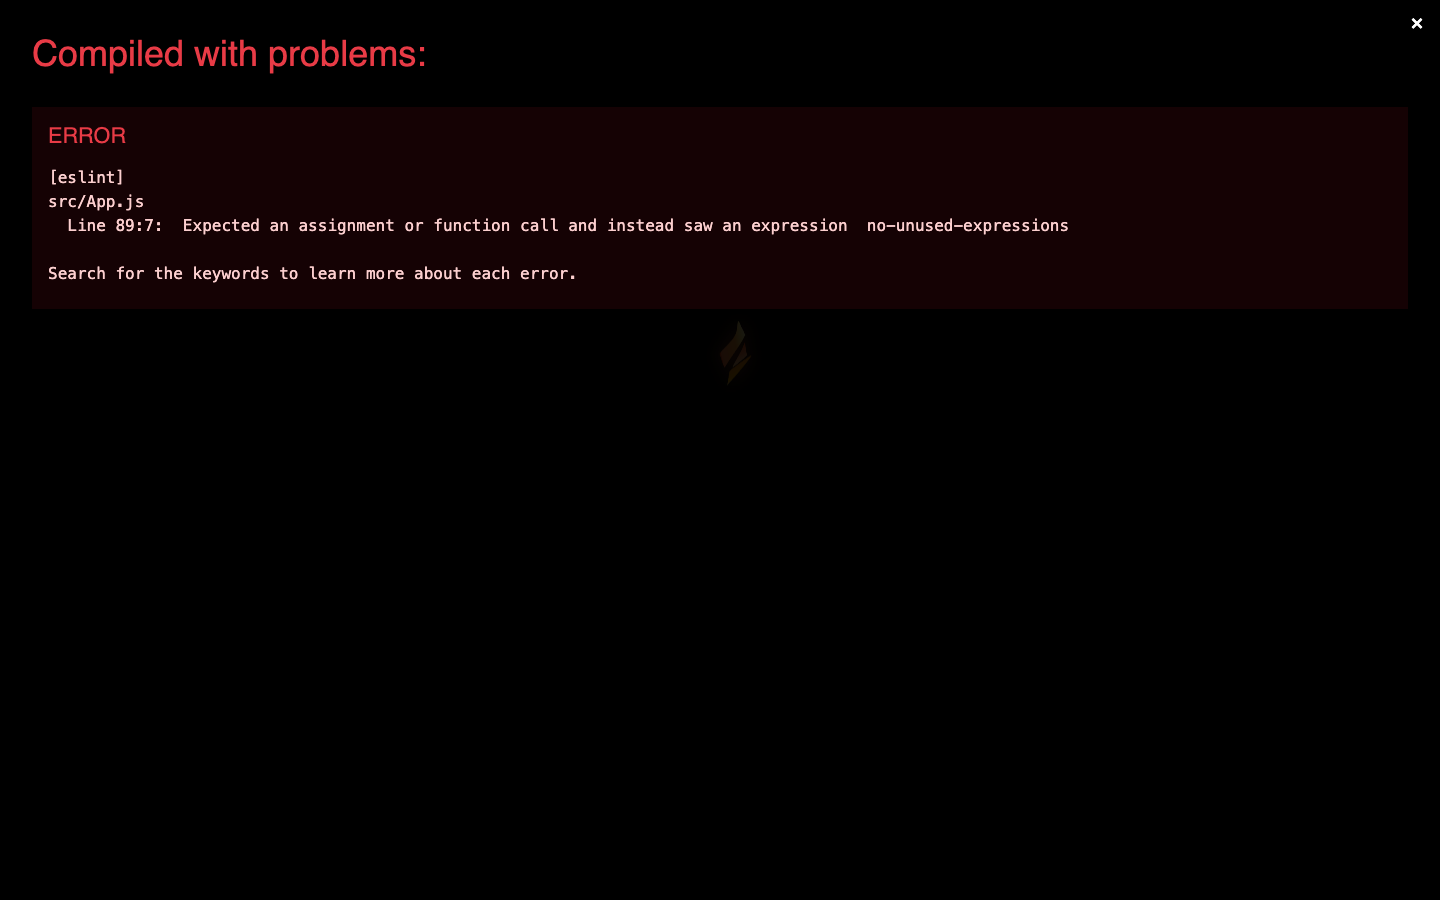 ×
Compiled with problems:
ERROR
[eslint]
src/App.js
  Line 89:7:  Expected an assignment or function call and instead saw an expression  no-unused-expressions
Search for the keywords to learn more about each error.